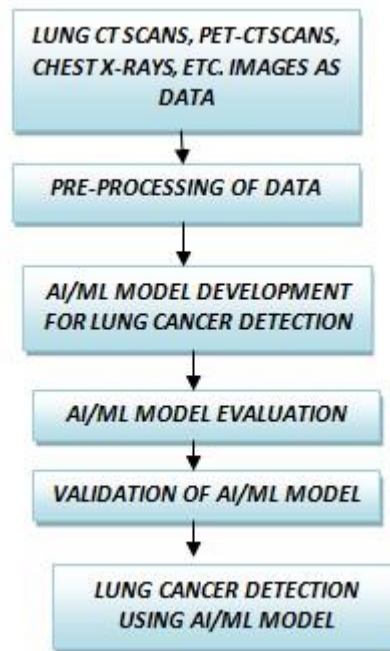 LUNG CT SCANS, PET-CTSCANS,
CHEST X-RAYS, ETC. IMAGES AS
DATA
PRE-PROCESSING OF DATA
AI/ML MODEL DEVELOPMENT
FOR LUNG CANCER DETECTION
AI/ML MODEL EVALUATION
VALIDATION OF AI/ML MODEL
LUNG CANCER DETECTION
USING AI/ML MODEL